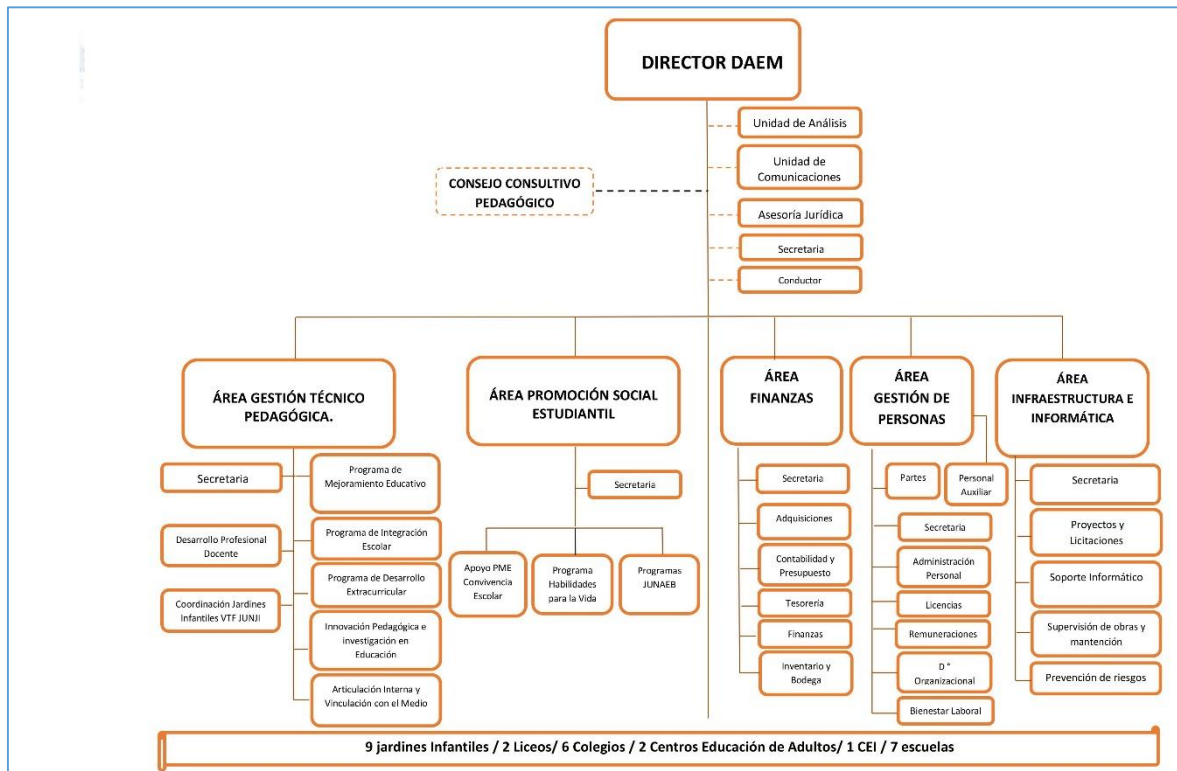 DIRECTOR DAEM
Unidad de Análisis
Unidad de
Comunicaciones
CONSEJO CONSULTIVO
PEDAGÓGICO
Asesoría Jurídica
Secretaria
Conductor
ÁREA GESTIÓN TÉCNICO
PEDAGÓGICA.
Secretaria
Programa de
Mejoramiento Educativo
Desarrollo Profesional
Docente
Programa de Integración
Escolar
Coordinación Jardines
Infantiles VTF JUNJI
Programa de Desarrollo
Extracurricular
Innovación Pedagógica e
investigación en
Educación
Articulación Interna y
Vinculación con el Medio
ÁREA PROMOCIÓN SOCIAL
ESTUDIANTIL
Secretaria
Apoyo PME
Convivencia
Escolar
Programa
Habilidades
para la Vida
Programas
JUNAEB
ÁREA
FINANZAS
Secretaria
Adquisiciones
Contabilidad y
Presupuesto
Tesorería
Finanzas
Inventario y
Bodega
ÁREA
GESTIÓN DE
PERSONAS
Partes
Personal
Auxiliar
Secretaria
Administración
Personal
Licencias
Remuneraciones
D °
Organizacional
Bienestar Laboral
ÁREA
INFRAESTRUCTURA E
INFORMÁTICA
Secretaria
Proyectos y
Licitaciones
Soporte Informático
Supervisión de obras y
mantención
Prevención de riesgos
9 jardines Infantiles / 2 Liceos/ 6 Colegios / 2 Centros Educación de Adultos/ 1 CEI / 7 escuelas